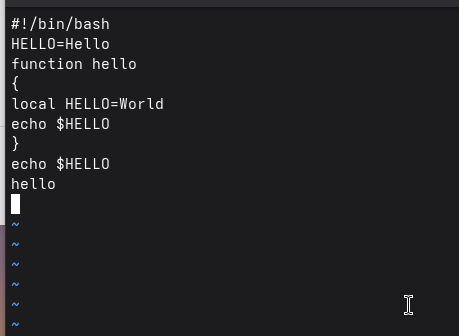 #!/bin/bash
HELLO=Hello
function hello
{
local HELLO=World
echo $HELLO
}
echo $HELLO
hello
~
~
~
~
~
~